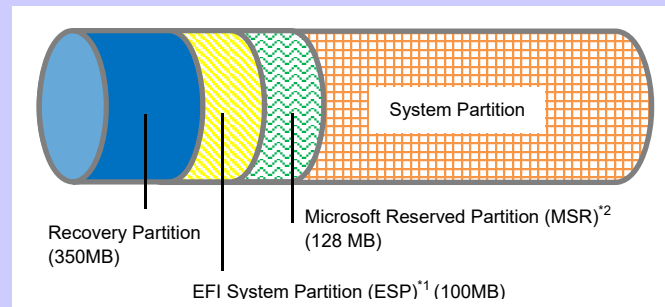 System Partition
Microsoft Reserved Partition (MSR)*2
(128 MB)
Recovery Partition
(350MB)
EFI System Partition (ESP)*1 (100MB)